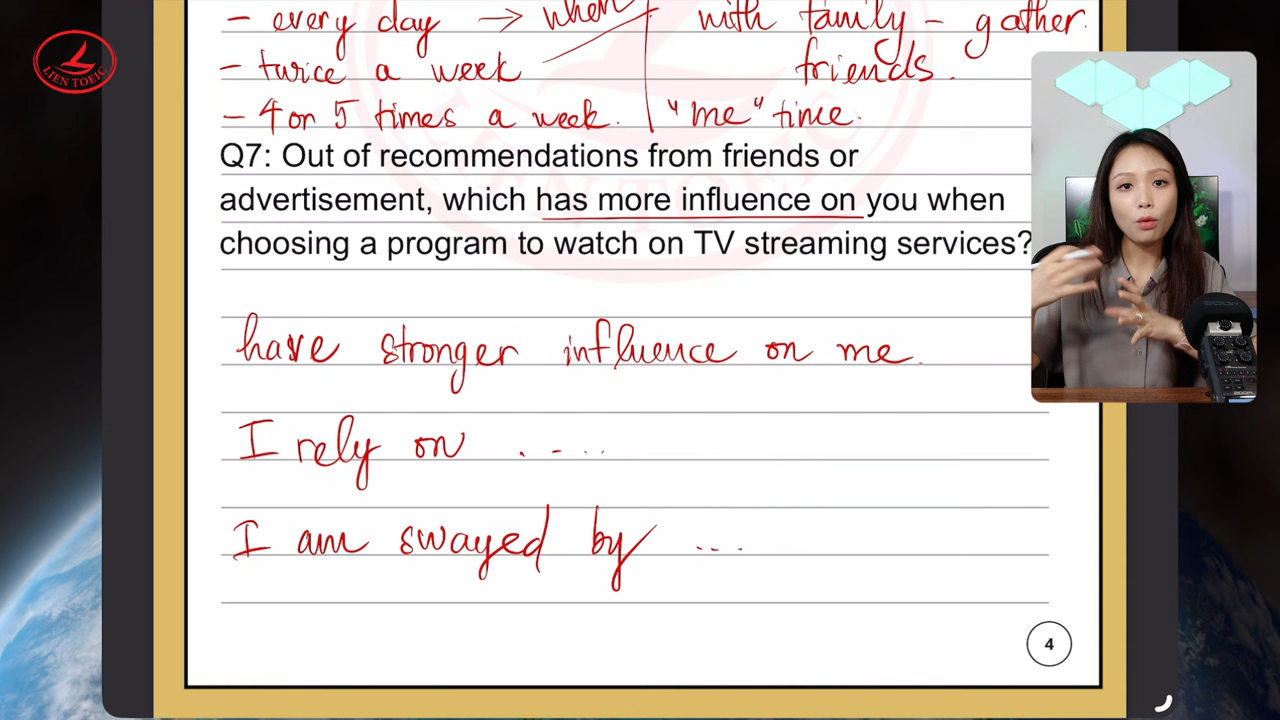 - every day → when with family - gather
- twice a week friends.
- 4 or 5 times a week. "me" time.
LIEN TOEIC
Q7: Out of recommendations from friends or
advertisement, which has more influence on you when
choosing a program to watch on TV streaming services?
have stronger influence on me.
I rely on .....
I am swayed by ...
4